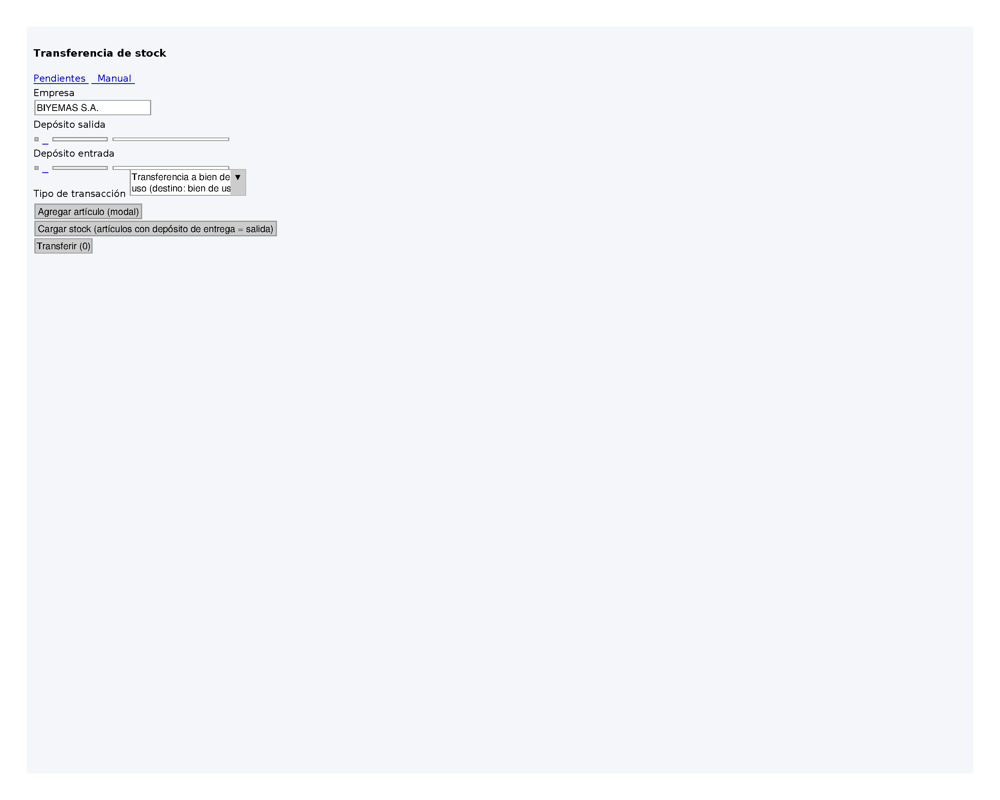 Transferencia de stock
Pendientes Manual
Empresa
BIYEMAS S.A.
Depósito salida
Depósito entrada
Transferencia a bien de ▼
uso (destino: bien de us
Tipo de transacción
Agregar artículo (modal)
Cargar stock (artículos con depósito de entrega = salida)
Transferir (0)